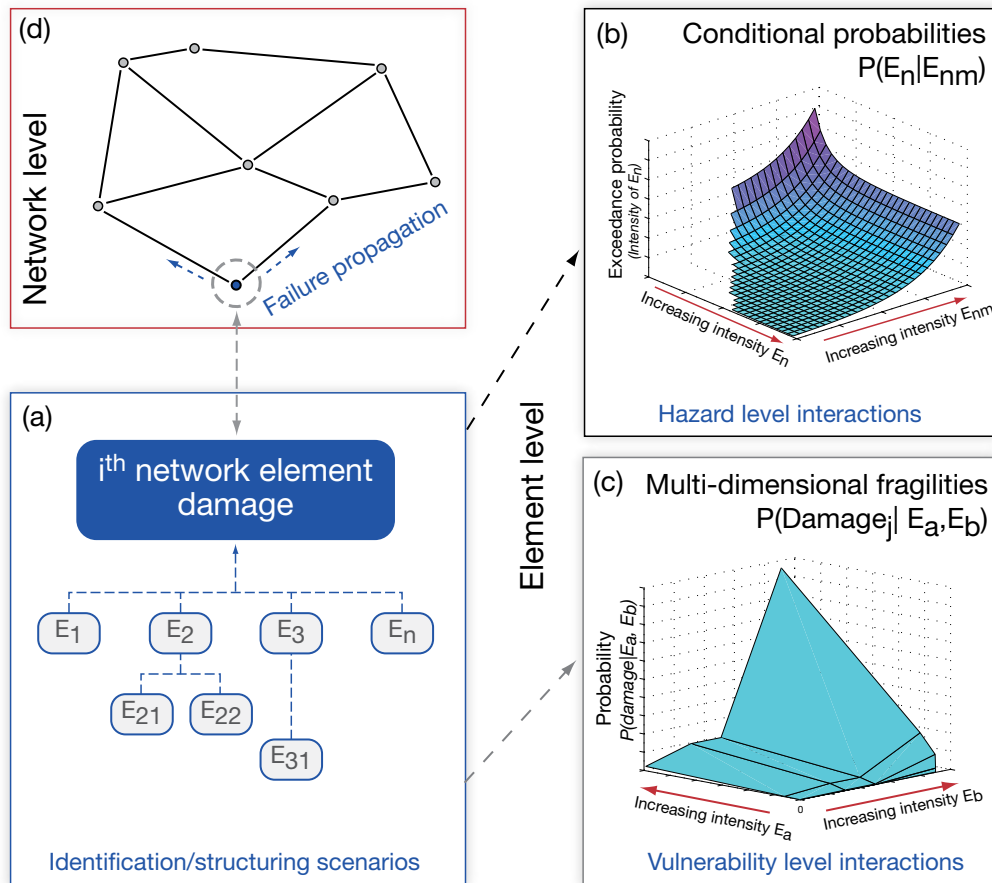 (d)
Network level
Failure propagation
(a)
ith network element
damage
E1
E2
E3
En
E21
E22
E31
Identification/structuring scenarios
Element level
(b)
Conditional probabilities
P(En|Enm)
Exceedance probability
(Intensity of En)
Increasing intensity En
Increasing intensity Enm
Hazard level interactions
(c)
Multi-dimensional fragilities
P(Damagej| Ea,Eb)
Probability
P(damage|Ea, Eb)
0
Increasing intensity Ea
Increasing intensity Eb
Vulnerability level interactions